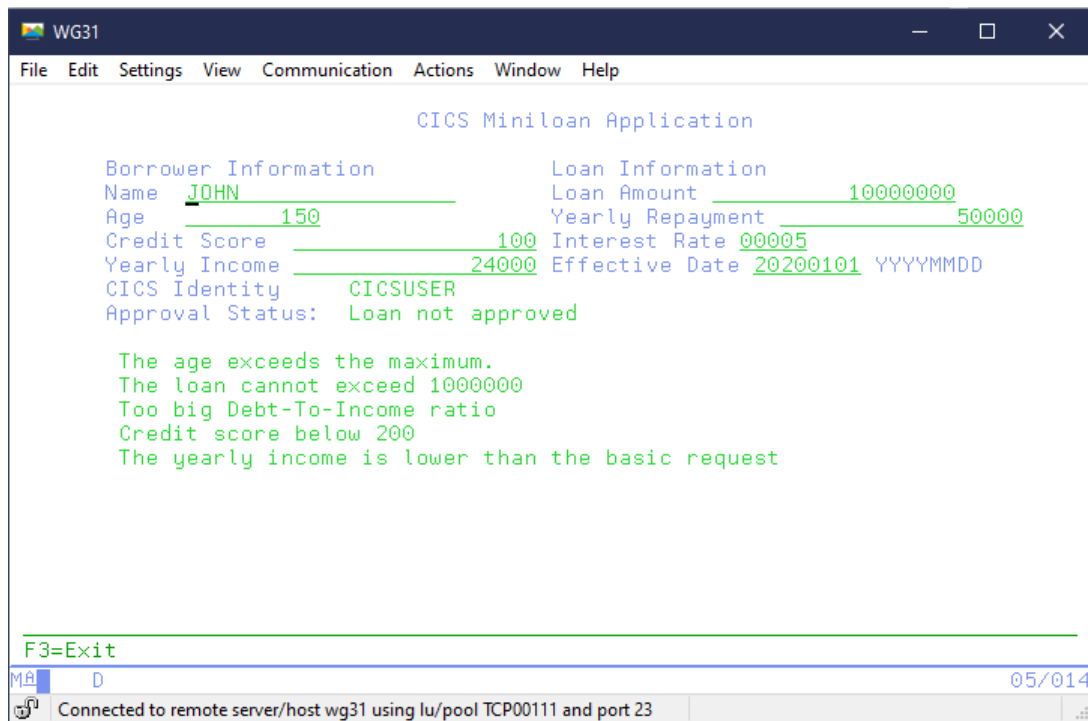 WG31
File Edit Settings View Communication Actions Window Help
CICS Miniloan Application
Borrower Information Loan Information
Name JOHN Loan Amount 10000000
Age 150 Yearly Repayment 50000
Credit Score 100 Interest Rate 00005
Yearly Income 24000 Effective Date 20200101 YYYYMMDD
CICS Identity CICSUSER
Approval Status: Loan not approved
The age exceeds the maximum.
The loan cannot exceed 1000000
Too big Debt-To-Income ratio
Credit score below 200
The yearly income is lower than the basic request
F3=Exit
MA D 05/014
Connected to remote server/host wg31 using lu/pool TCP00111 and port 23